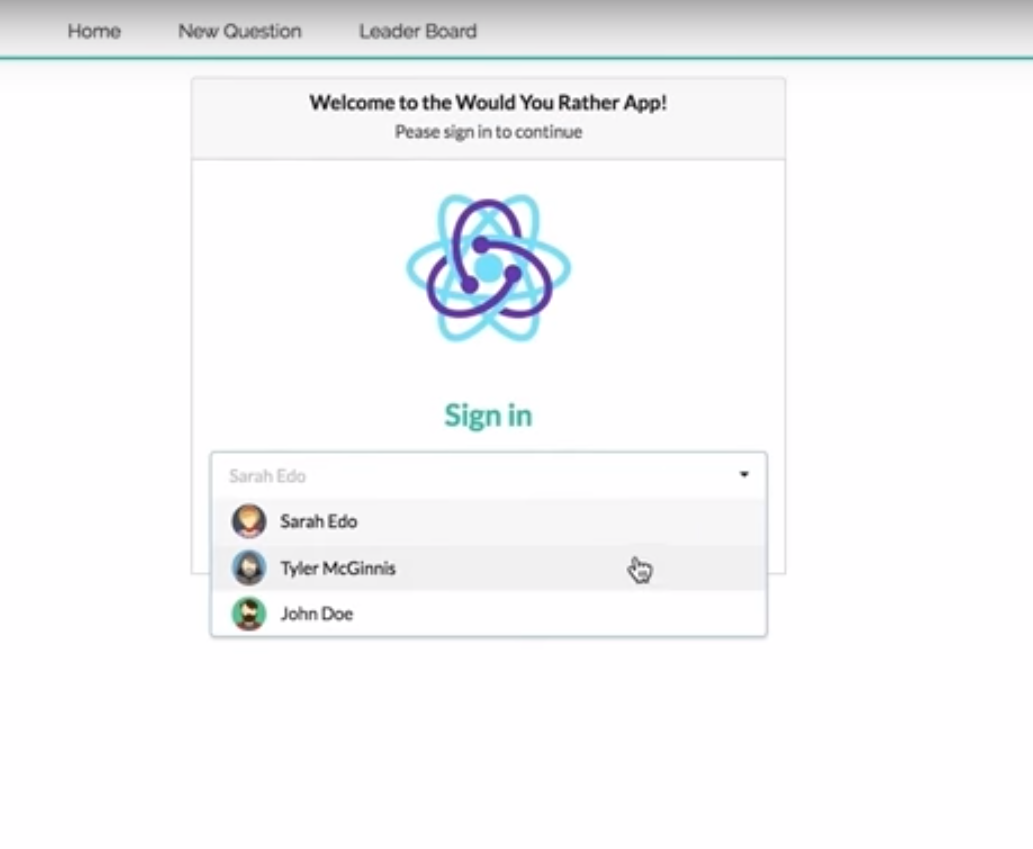 Home New Question Leader Board
Welcome to the Would You Rather App!
Pease sign in to continue
Sign in
Sarah Edo
Sarah Edo
Tyler McGinnis
John Doe